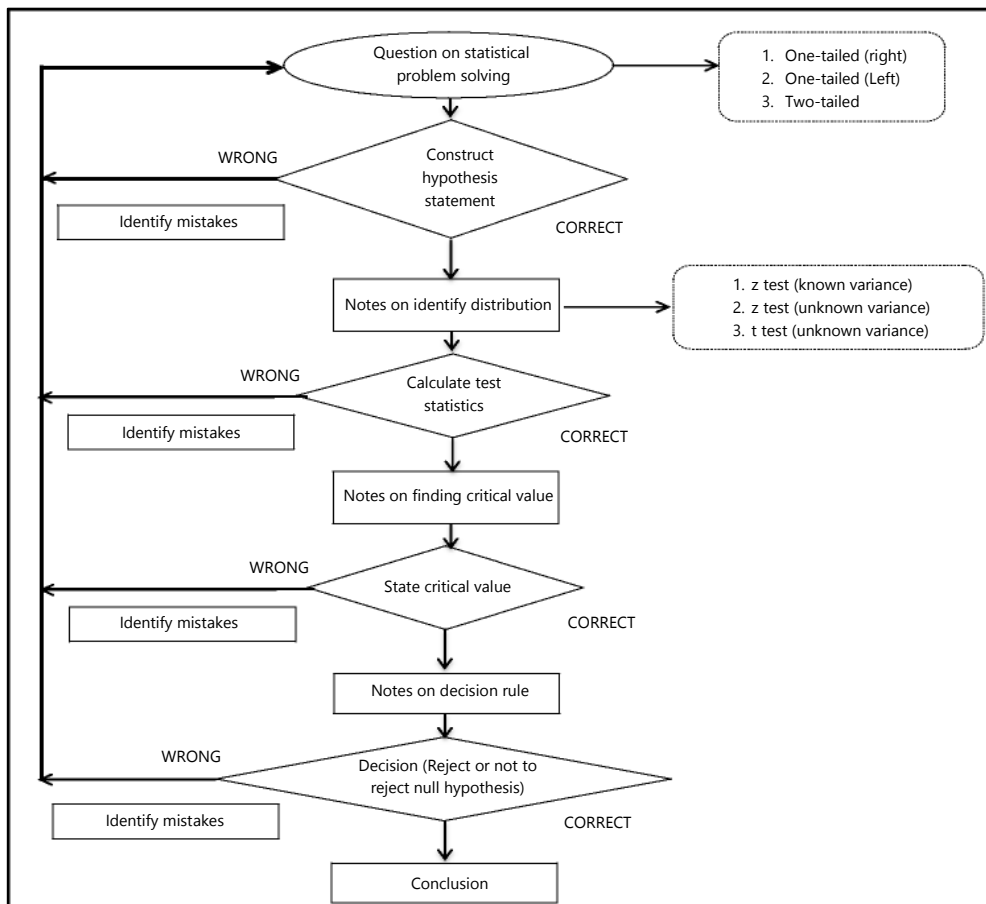 Question on statistical
problem solving
1. One-tailed (right)
2. One-tailed (Left)
3. Two-tailed
WRONG
Construct
hypothesis
statement
Identify mistakes
CORRECT
Notes on identify distribution
1. z test (known variance)
2. z test (unknown variance)
3. t test (unknown variance)
WRONG
Calculate test
statistics
Identify mistakes
CORRECT
Notes on finding critical value
WRONG
State critical value
Identify mistakes
CORRECT
Notes on decision rule
WRONG
Decision (Reject or not to
reject null hypothesis)
Identify mistakes
CORRECT
Conclusion